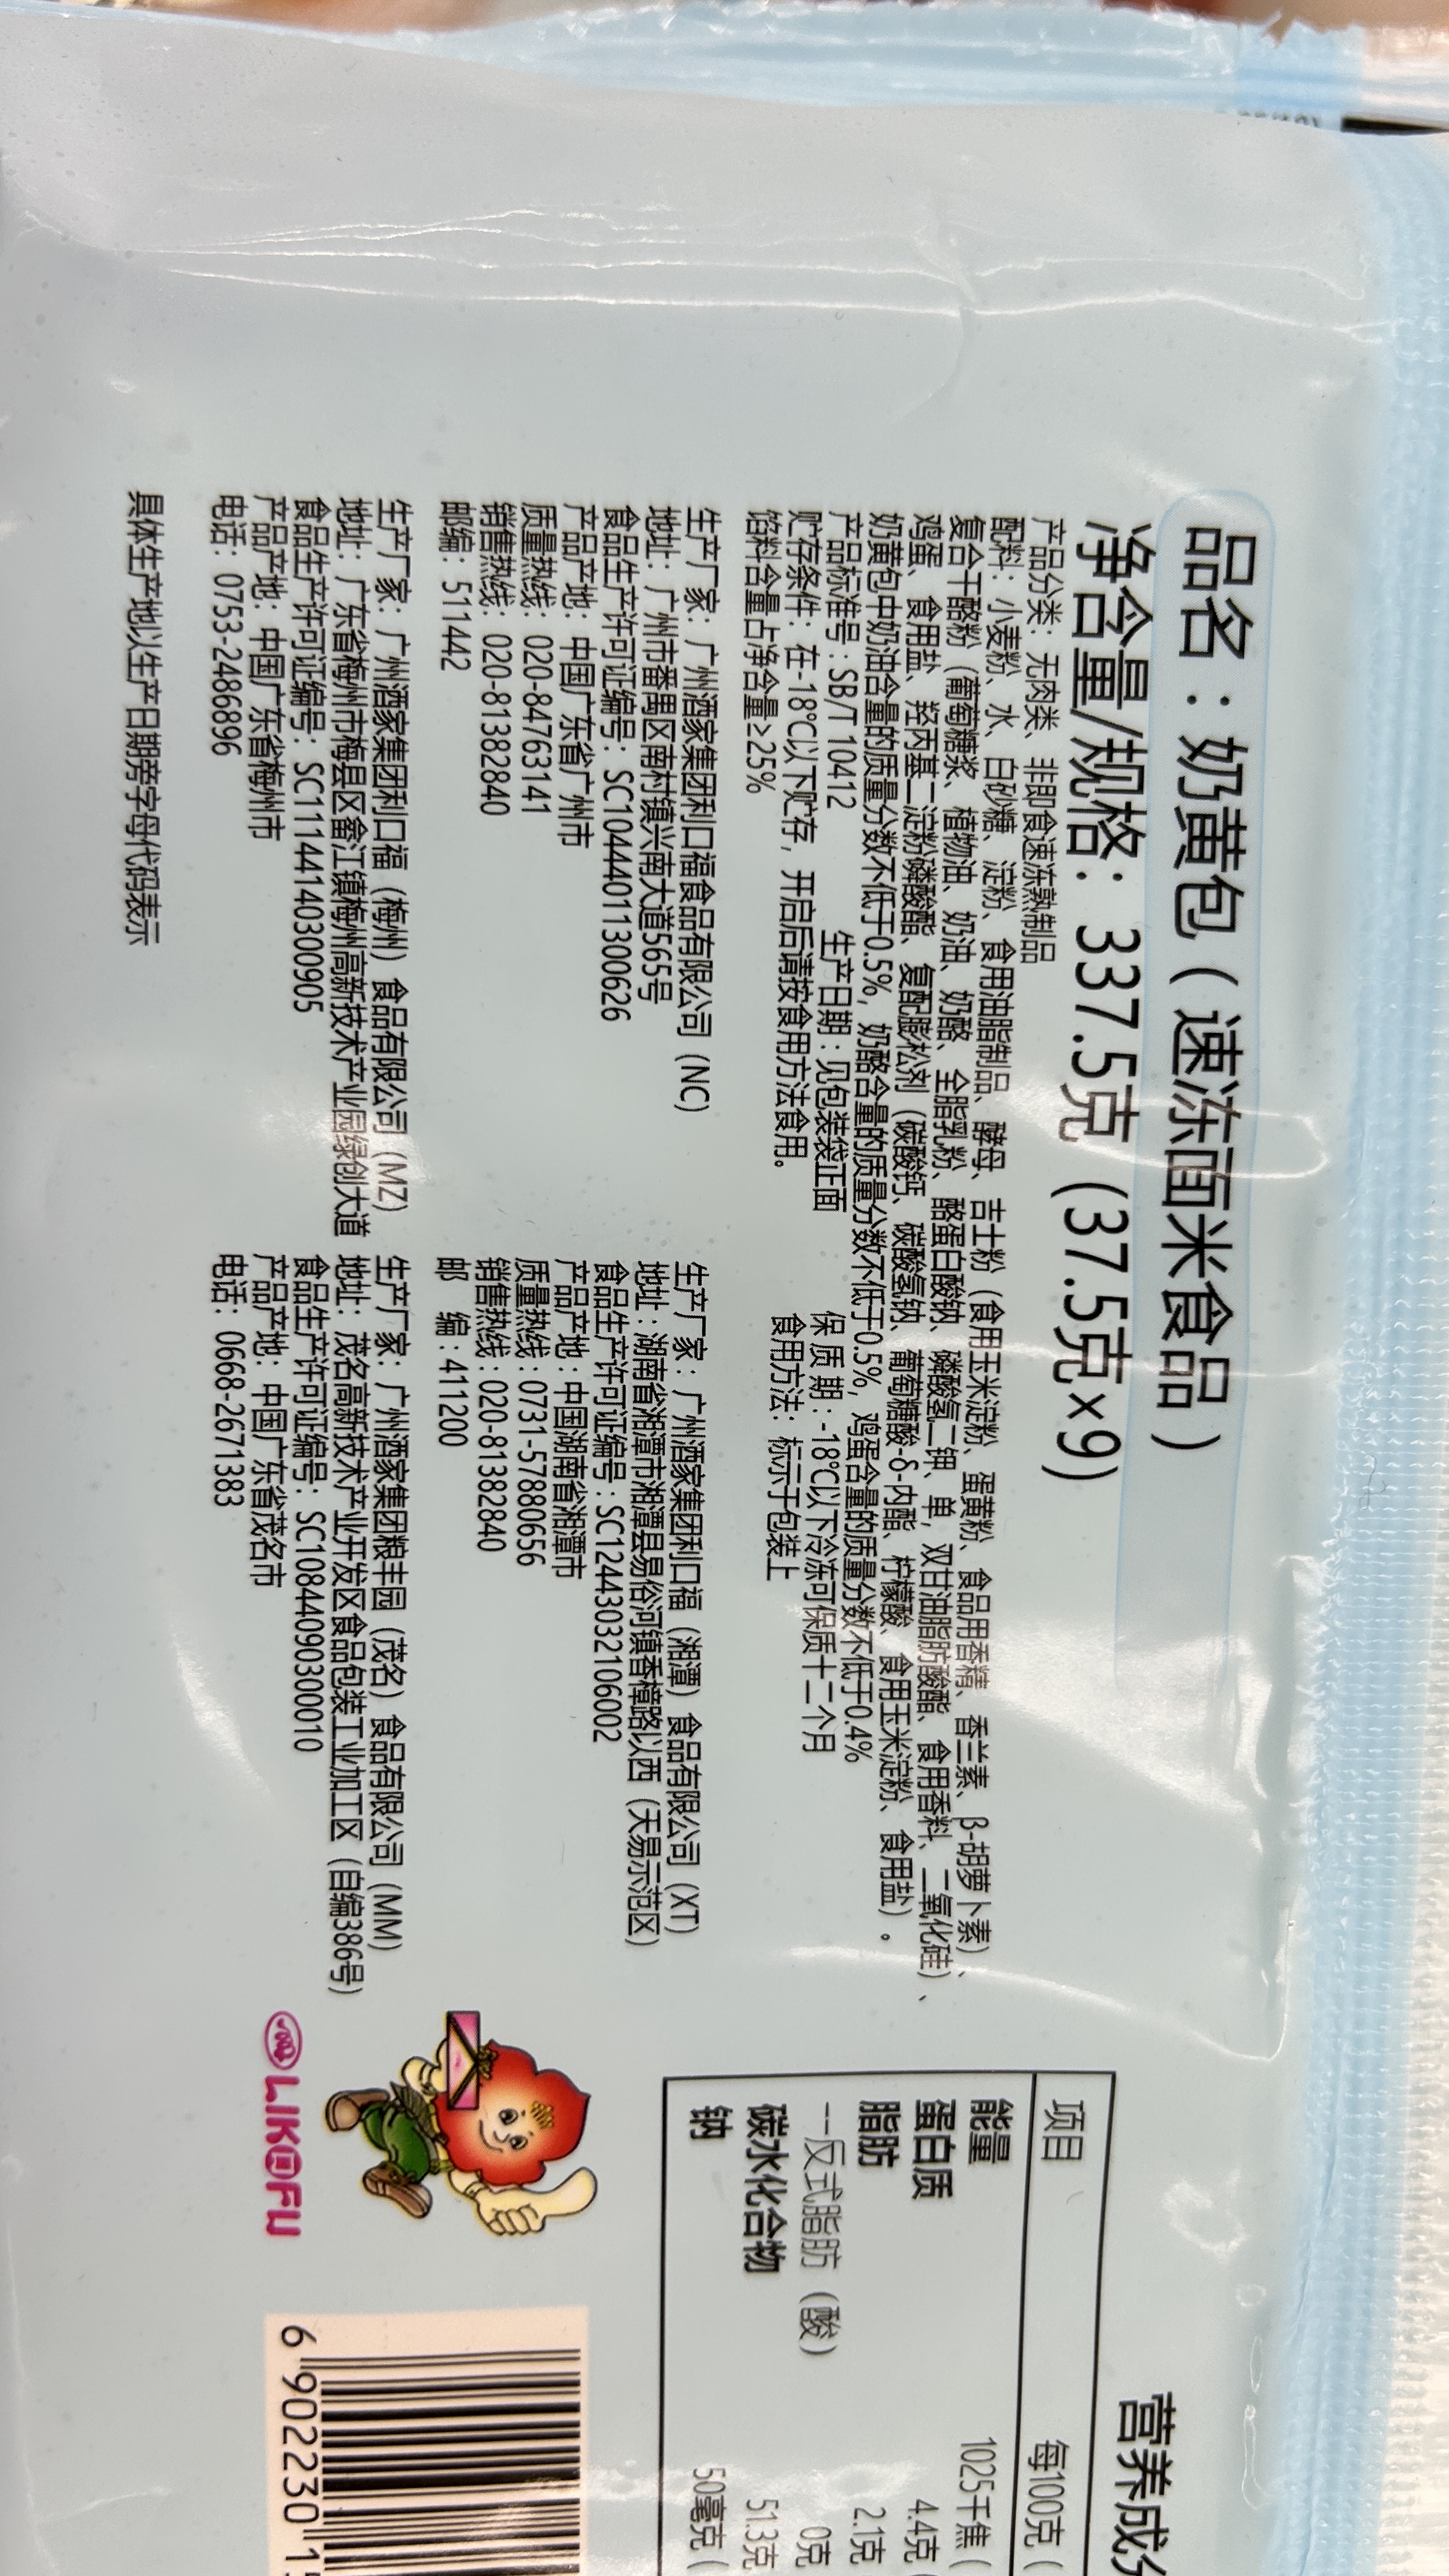 品名：奶黄包（速冻面米食品）
净含量/规格：337.5克（37.5克×9）
产品分类：无肉类、非即食速冻熟制品
配料：小麦粉、水、白砂糖、淀粉、食用油脂制品、酵母、吉士粉（食用玉米淀粉、蛋黄粉、食品用香精、香兰素、β-胡萝卜素）、
复合干酪粉（葡萄糖浆、植物油、奶油、奶酪、全脂乳粉、酪蛋白酸钠、磷酸氢二钾、单，双甘油脂肪酸酯、食用香料、二氧化硅）、
鸡蛋、食用盐、羟丙基二淀粉磷酸酯、复配膨松剂（碳酸钙、碳酸氢钠、葡萄糖酸-δ-内酯、柠檬酸、食用玉米淀粉、食用盐）。
奶黄包中奶油含量的质量分数不低于0.5%，奶酪含量的质量分数不低于0.5%，鸡蛋含量的质量分数不低于0.4%
产品标准号：SB/T 10412 生产日期：见包装袋正面 保质期：-18℃以下冷冻可保质十二个月
贮存条件：在-18℃以下贮存，开启后请按食用方法食用。 食用方法：标示于包装上
馅料含量占净含量≥25%
生产厂家：广州酒家集团利口福食品有限公司（NC）
地址：广州市番禺区南村镇兴南大道565号
食品生产许可证编号：SC10444011300626
产品产地：中国广东省广州市
质量热线：020-84763141
销售热线：020-81382840
邮编：511442
生产厂家：广州酒家集团利口福（湘潭）食品有限公司（XT）
地址：湖南省湘潭市湘潭县易俗河镇香樟路以西（天易示范区）
食品生产许可证编号：SC12443032106002
产品产地：中国湖南省湘潭市
质量热线：0731-57880656
销售热线：020-81382840
邮 编：411200
生产厂家：广州酒家集团利口福（梅州）食品有限公司（MZ）
地址：广东省梅州市梅县区畲江镇梅州高新技术产业园绿创大道
食品生产许可证编号：SC11144140300905
产品产地：中国广东省梅州市
电话：0753-2486896
生产厂家：广州酒家集团粮丰园（茂名）食品有限公司（MM）
地址：茂名高新技术产业开发区食品包装工业加工区（自编386号）
食品生产许可证编号：SC10844090300010
产品产地：中国广东省茂名市
电话：0668-2671383
具体生产地以生产日期旁字母代码表示
LIKOFU
营养成
项目 每100克（
能量 1025千焦（
蛋白质 4.4克（
脂肪 2.1克
--反式脂肪（酸） 0克
碳水化合物 51.3克
钠 50毫克（
6 902230 1